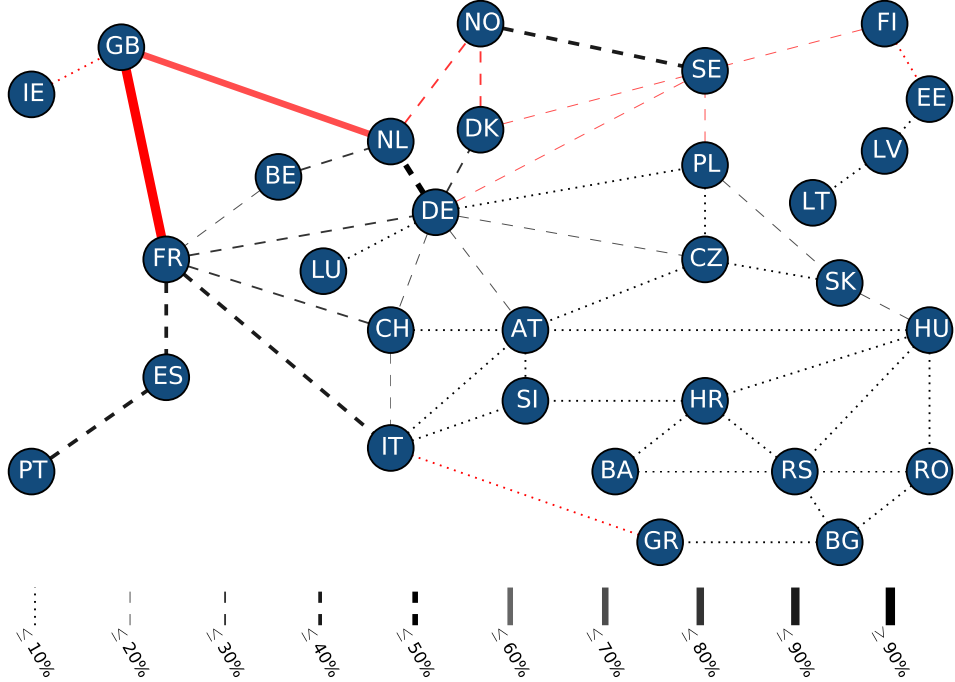 NO
FI
GB
SE
IE
EE
DK
NL
LV
PL
BE
LT
DE
FR
CZ
LU
SK
CH
AT
HU
ES
SI
HR
IT
PT
BA
RS
RO
GR
BG
≤ 10%
≤ 20%
≤ 30%
≤ 40%
≤ 50%
≤ 60%
≤ 70%
≤ 80%
≤ 90%
≥ 90%